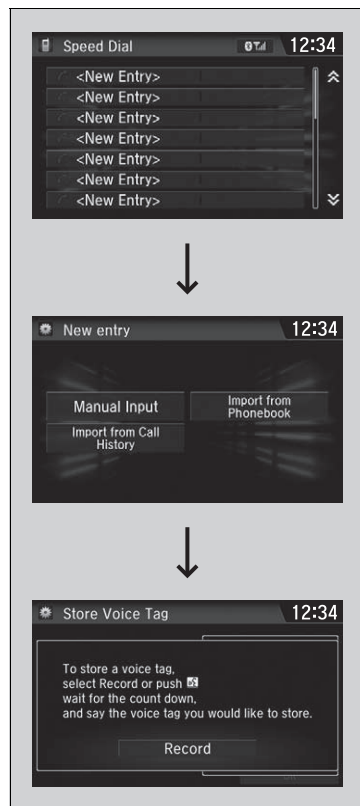 Speed Dial 12:34
<New Entry>
<New Entry>
<New Entry>
<New Entry>
<New Entry>
<New Entry>
<New Entry>
New entry 12:34
Manual Input
Import from
Phonebook
Import from Call
History
Store Voice Tag 12:34
To store a voice tag,
select Record or push
wait for the count down,
and say the voice tag you would like to store.
Record